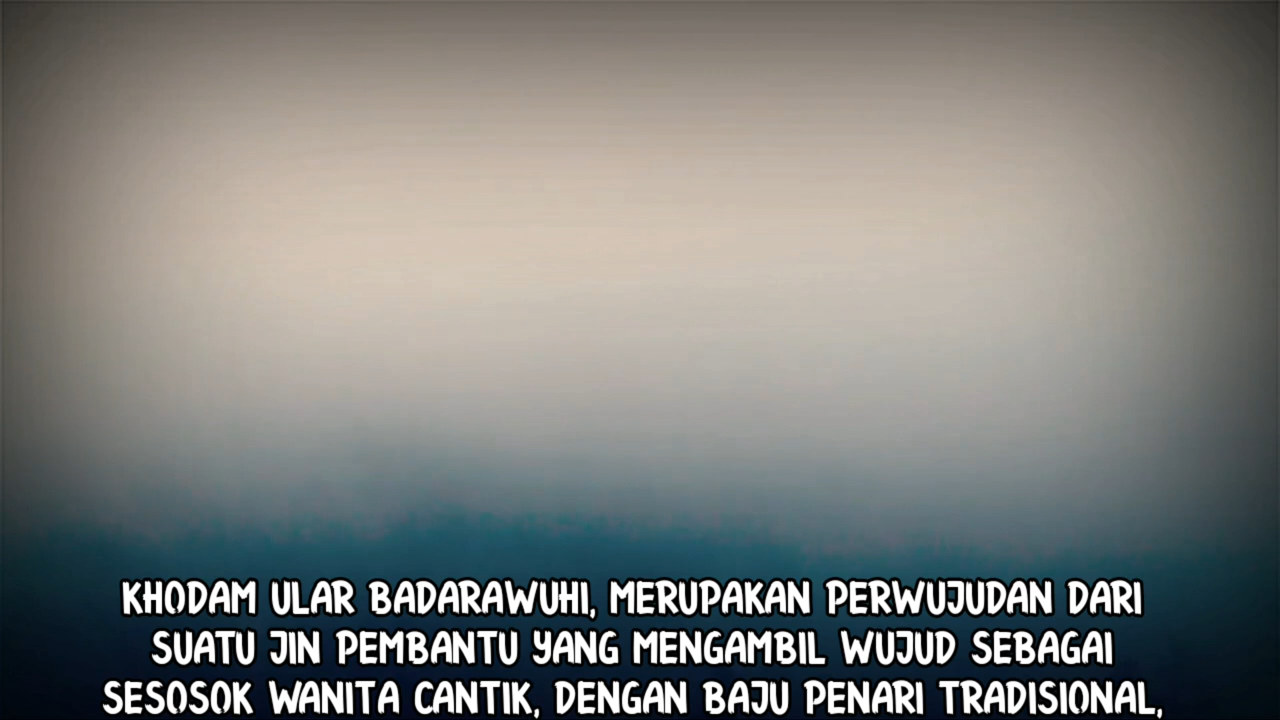 KHODAM ULAR BADARAWUHI, MERUPAKAN PERWUJUDAN DARI
SUATU JIN PEMBANTU YANG MENGAMBIL WUJUD SEBAGAI
SESOSOK WANITA CANTIK, DENGAN BAJU PENARI TRADISIONAL,